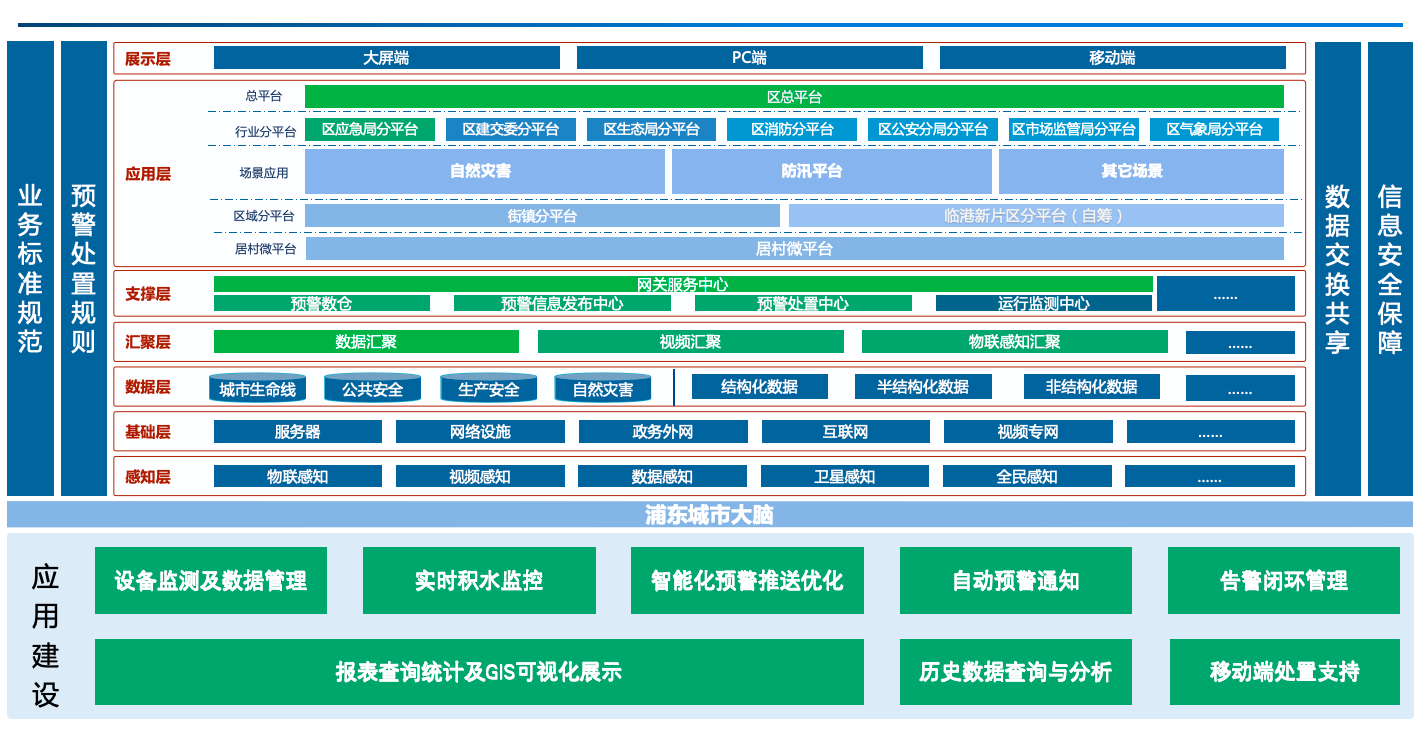 业务标准规范
预警处置规则
展示层
大屏端
PC端
移动端
应用层
总平台
区总平台
行业分平台
区应急局分平台
区建交委分平台
区生态局分平台
区消防分平台
区公安分局分平台
区市场监管局分平台
区气象局分平台
场景应用
自然灾害
防汛平台
其它场景
区域分平台
街镇分平台
临港新片区分平台（自筹）
居村微平台
居村微平台
支撑层
网关服务中心
......
预警数仓
预警信息发布中心
预警处置中心
运行监测中心
汇聚层
数据汇聚
视频汇聚
物联感知汇聚
......
数据层
城市生命线
公共安全
生产安全
自然灾害
结构化数据
半结构化数据
非结构化数据
......
基础层
服务器
网络设施
政务外网
互联网
视频专网
......
感知层
物联感知
视频感知
数据感知
卫星感知
全民感知
......
数据交换共享
信息安全保障
浦东城市大脑
应用建设
设备监测及数据管理
实时积水监控
智能化预警推送优化
自动预警通知
告警闭环管理
报表查询统计及GIS可视化展示
历史数据查询与分析
移动端处置支持